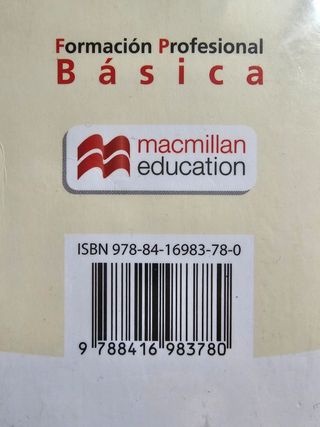 Formación Profesional
Básica
macmillan
education
ISBN 978-84-16983-78-0
9 788416 983780